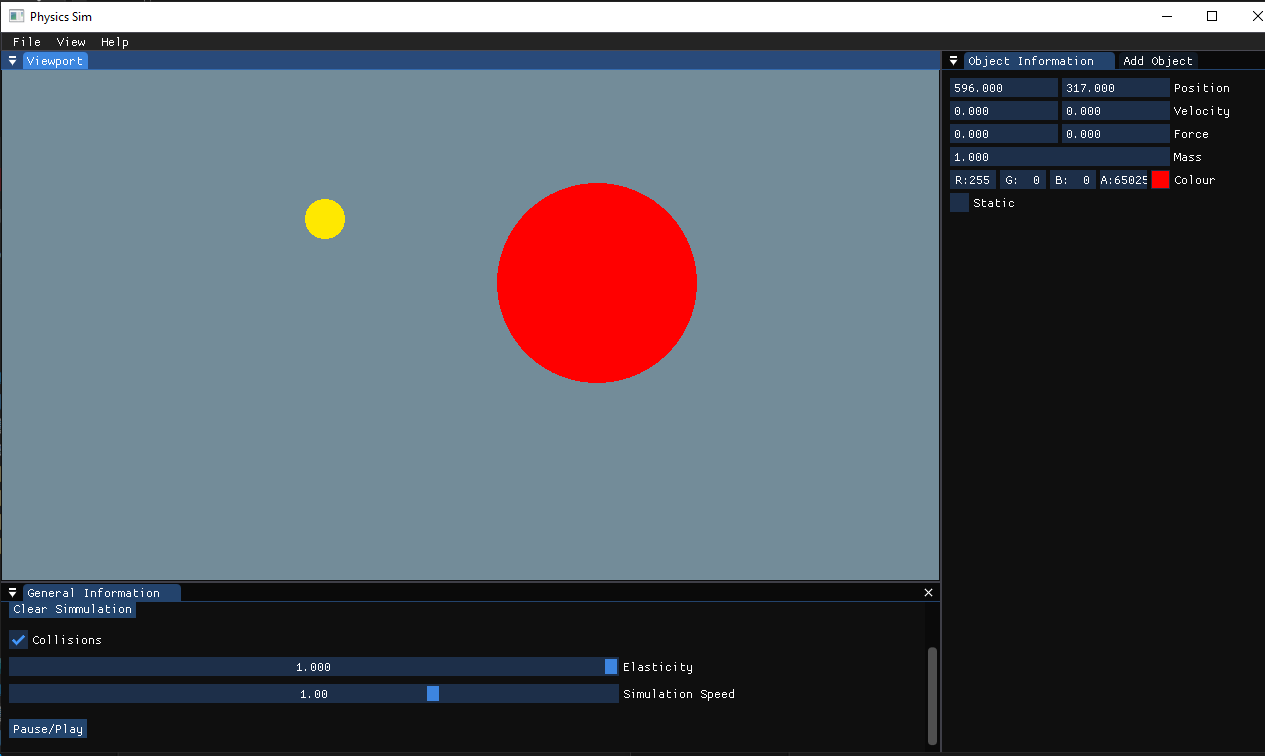 Physics Sim
File View Help
Viewport
Object Information Add Object
596.000 317.000 Position
0.000 0.000 Velocity
0.000 0.000 Force
1.000 Mass
R:255 G: 0 B: 0 A:65025 Colour
Static
General Information
Clear Simmulation
Collisions
1.000 Elasticity
1.00 Simulation Speed
Pause/Play